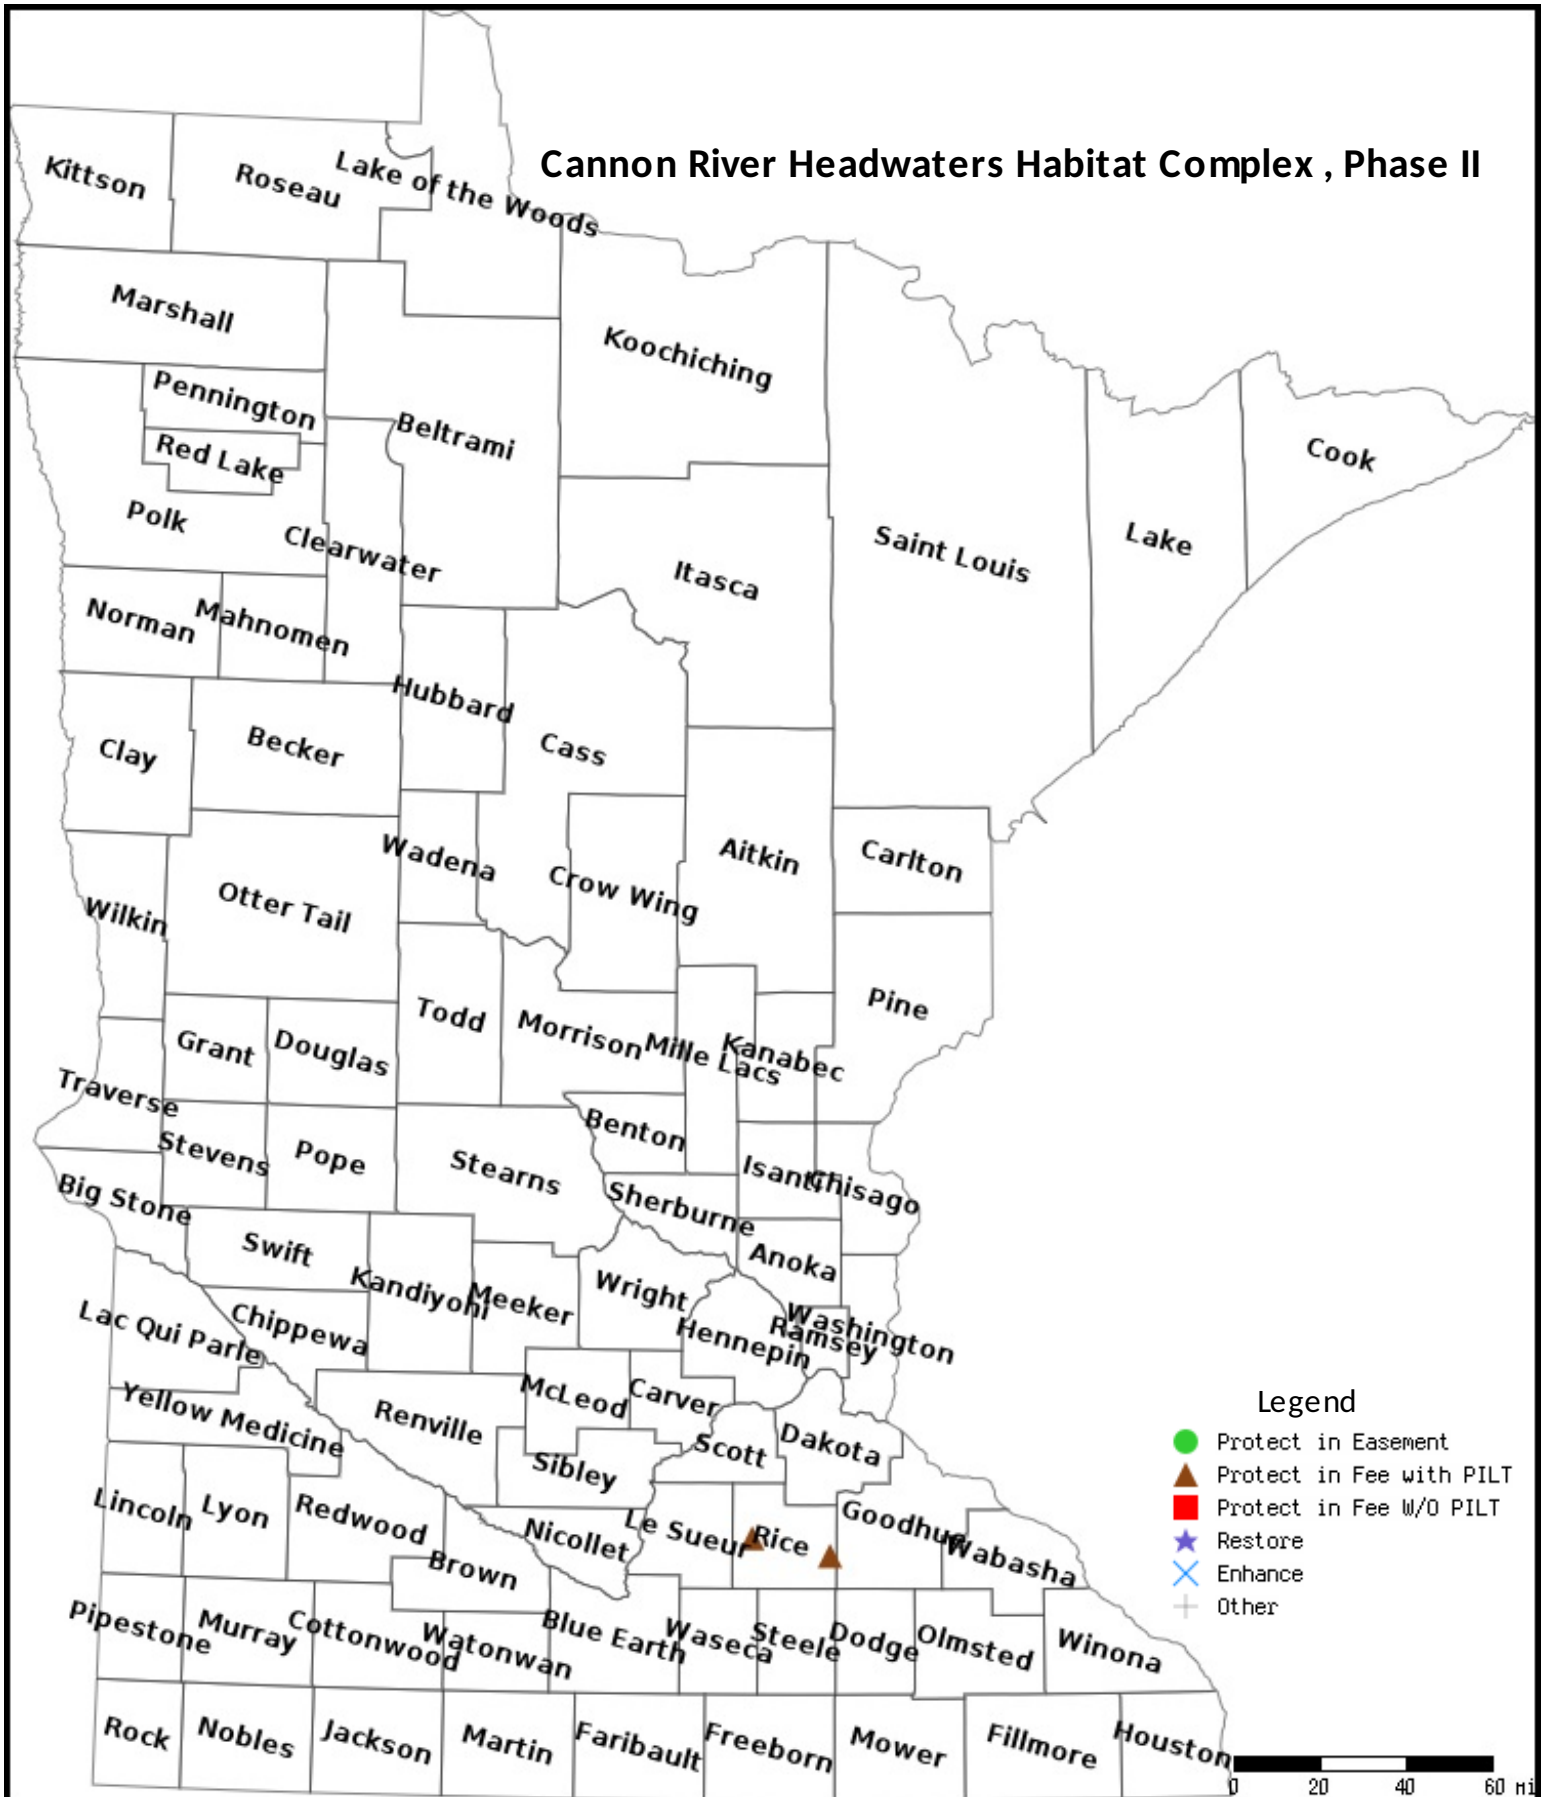 Cannon River Headwaters Habitat Complex , Phase II
Kittson
Roseau
Lake of the Woods
Marshall
Koochiching
Pennington
Beltrami
Red Lake
Cook
Polk
Clearwater
Saint Louis
Lake
Itasca
Norman
Mahnomen
Hubbard
Clay
Becker
Cass
Wadena
Aitkin
Carlton
Otter Tail
Crow Wing
Wilkin
Pine
Todd
Morrison
Grant
Douglas
Mille Lacs
Kanabec
Traverse
Benton
Stevens
Pope
Stearns
Isanti
Chisago
Big Stone
Sherburne
Swift
Anoka
Kandiyohi
Meeker
Wright
Lac Qui Parle
Chippewa
Hennepin
Ramsey
Washington
McLeod
Carver
Yellow Medicine
Renville
Scott
Dakota
Sibley
Lincoln
Lyon
Redwood
Nicollet
Le Sueur
Rice
Goodhue
Wabasha
Brown
Pipestone
Murray
Cottonwood
Watonwan
Blue Earth
Waseca
Steele
Dodge
Olmsted
Winona
Rock
Nobles
Jackson
Martin
Faribault
Freeborn
Mower
Fillmore
Houston
Legend
Protect in Easement
Protect in Fee with PILT
Protect in Fee W/O PILT
Restore
Enhance
Other
0 20 40 60 mi